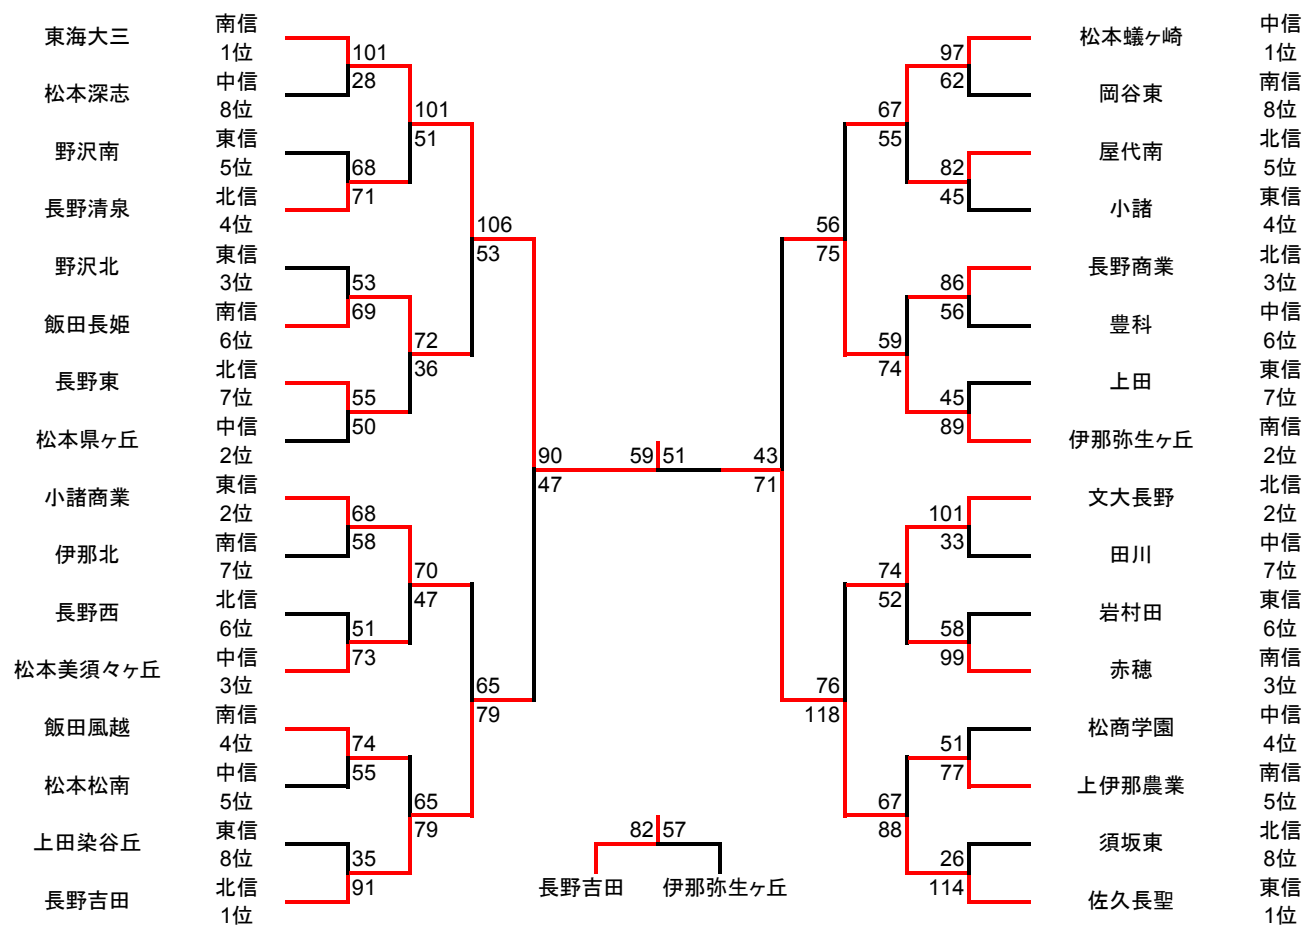 東海大三 南信 1位
松本深志 中信 8位
野沢南 東信 5位
長野清泉 北信 4位
野沢北 東信 3位
飯田長姫 南信 6位
長野東 北信 7位
松本県ヶ丘 中信 2位
小諸商業 東信 2位
伊那北 南信 7位
長野西 北信 6位
松本美須々ヶ丘 中信 3位
飯田風越 南信 4位
松本松南 中信 5位
上田染谷丘 東信 8位
長野吉田 北信 1位
101
28
68
71
53
69
55
50
68
58
51
73
74
55
35
91
101
51
72
36
70
47
65
79
106
53
65
79
90
47
59 51
43
71
56
75
76
118
67
55
59
74
74
52
67
88
97
62
82
45
86
56
45
89
101
33
58
99
51
77
26
114
松本蟻ヶ崎 中信 1位
岡谷東 南信 8位
屋代南 北信 5位
小諸 東信 4位
長野商業 北信 3位
豊科 中信 6位
上田 東信 7位
伊那弥生ヶ丘 南信 2位
文大長野 北信 2位
田川 中信 7位
岩村田 東信 6位
赤穂 南信 3位
松商学園 中信 4位
上伊那農業 南信 5位
須坂東 北信 8位
佐久長聖 東信 1位
82 57
長野吉田 伊那弥生ヶ丘